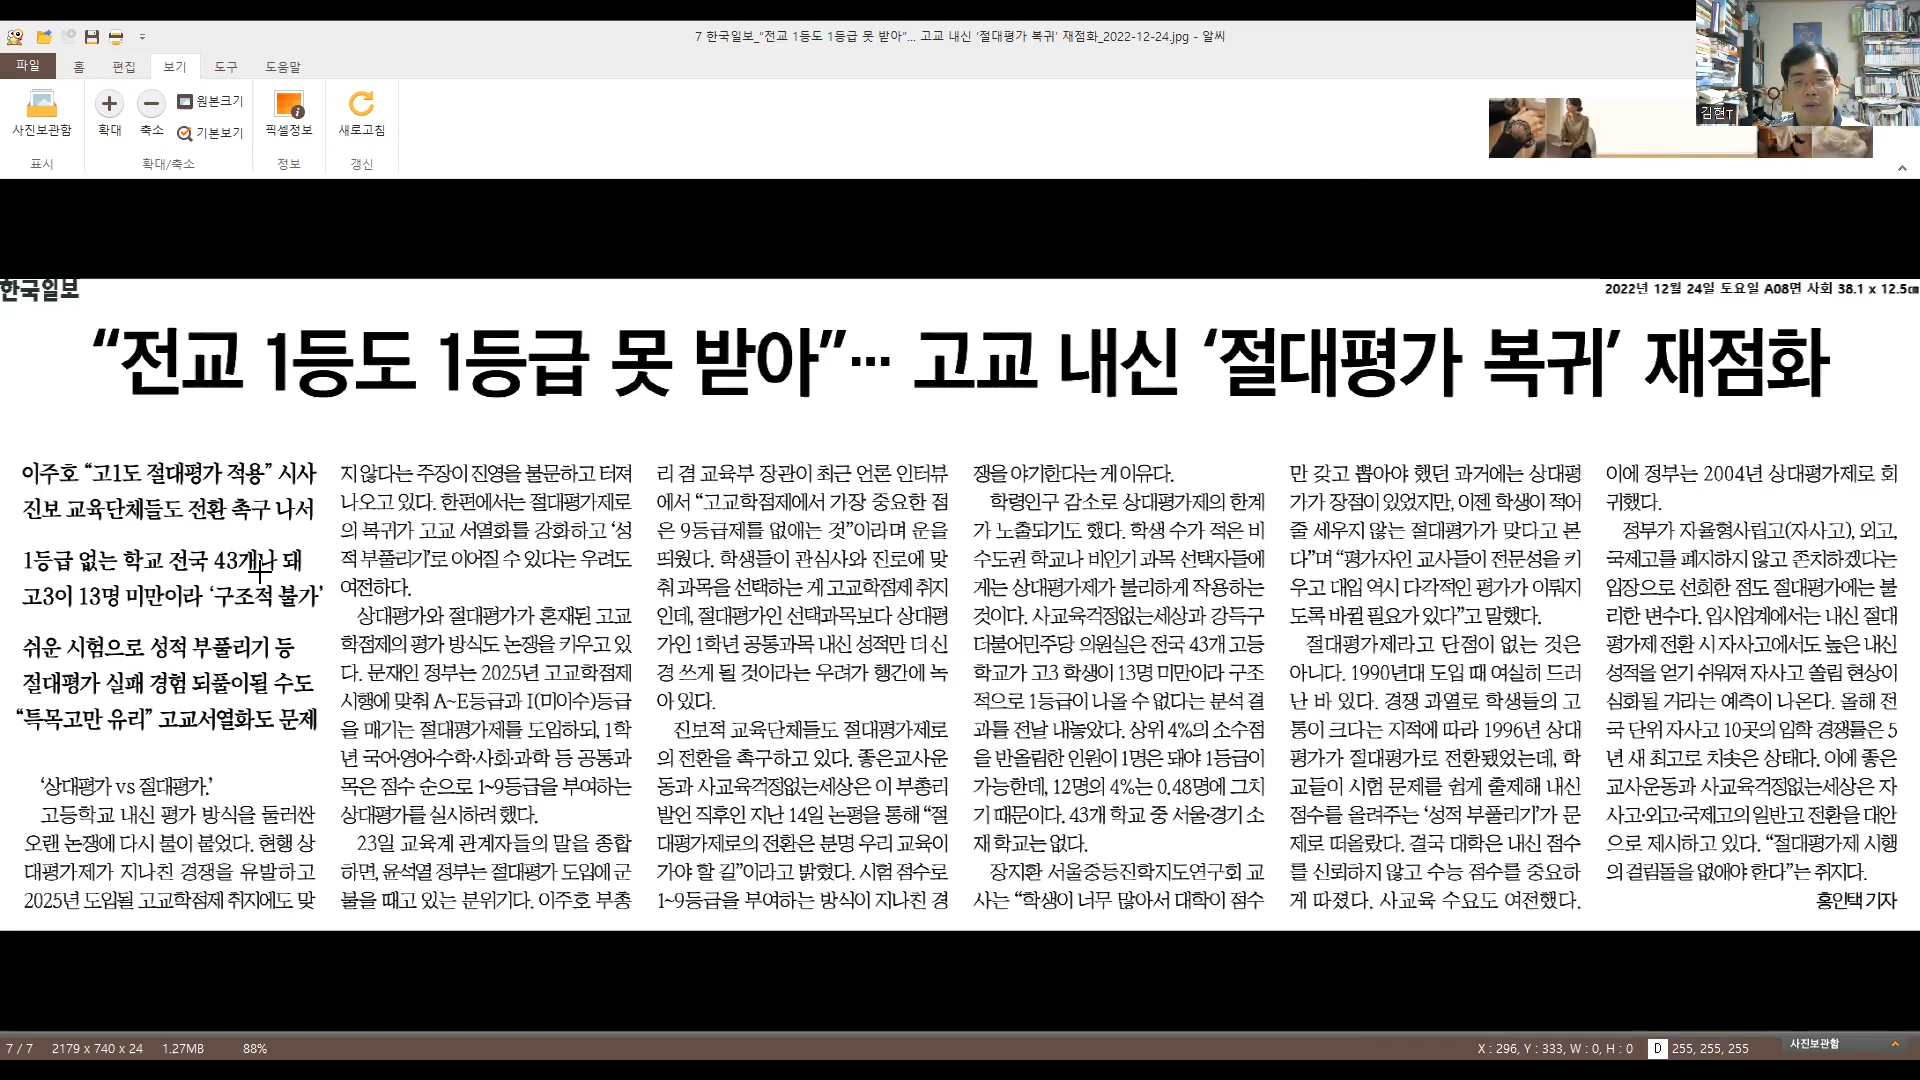 7 한국일보_“전교 1등도 1등급 못 받아”... 고교 내신 ‘절대평가 복귀’ 재점화_2022-12-24.jpg - 알씨
파일
홈
편집
보기
도구
도움말
사진보관함
확대
축소
원본크기
기본보기
픽셀정보
새로고침
표시
확대/축소
정보
갱신
김현T
한국일보
2022년 12월 24일 토요일 A08면 사회 38.1 x 12.5㎝
“전교 1등도 1등급 못 받아”… 고교 내신 ‘절대평가 복귀’ 재점화
이주호 “고1도 절대평가 적용” 시사
진보 교육단체들도 전환 촉구 나서
1등급 없는 학교 전국 43개나 돼
고3이 13명 미만이라 ‘구조적 불가’
쉬운 시험으로 성적 부풀리기 등
절대평가 실패 경험 되풀이될 수도
“특목고만 유리” 고교서열화도 문제
‘상대평가 vs 절대평가.’
고등학교 내신 평가 방식을 둘러싼
오랜 논쟁에 다시 불이 붙었다. 현행 상
대평가제가 지나친 경쟁을 유발하고
2025년 도입될 고교학점제 취지에도 맞
지 않다는 주장이 진영을 불문하고 터져
나오고 있다. 한편에서는 절대평가제로
의 복귀가 고교 서열화를 강화하고 ‘성
적 부풀리기’로 이어질 수 있다는 우려도
여전하다.
상대평가와 절대평가가 혼재된 고교
학점제의 평가 방식도 논쟁을 키우고 있
다. 문재인 정부는 2025년 고교학점제
시행에 맞춰 A~E등급과 I(미이수)등급
을 매기는 절대평가제를 도입하되, 1학
년 국어·영어·수학·사회·과학 등 공통과
목은 점수 순으로 1~9등급을 부여하는
상대평가를 실시하려 했다.
23일 교육계 관계자들의 말을 종합
하면, 윤석열 정부는 절대평가 도입에 군
불을 때고 있는 분위기다. 이주호 부총
리 겸 교육부 장관이 최근 언론 인터뷰
에서 “고교학점제에서 가장 중요한 점
은 9등급제를 없애는 것”이라며 운을
띄웠다. 학생들이 관심사와 진로에 맞
춰 과목을 선택하는 게 고교학점제 취지
인데, 절대평가인 선택과목보다 상대평
가인 1학년 공통과목 내신 성적만 더 신
경 쓰게 될 것이라는 우려가 행간에 녹
아 있다.
진보적 교육단체들도 절대평가제로
의 전환을 촉구하고 있다. 좋은교사운
동과 사교육걱정없는세상은 이 부총리
발언 직후인 지난 14일 논평을 통해 “절
대평가제로의 전환은 분명 우리 교육이
가야 할 길”이라고 밝혔다. 시험 점수로
1~9등급을 부여하는 방식이 지나친 경
쟁을 야기한다는 게 이유다.
학령인구 감소로 상대평가제의 한계
가 노출되기도 했다. 학생 수가 적은 비
수도권 학교나 비인기 과목 선택자들에
게는 상대평가제가 불리하게 작용하는
것이다. 사교육걱정없는세상과 강득구
더불어민주당 의원실은 전국 43개 고등
학교가 고3 학생이 13명 미만이라 구조
적으로 1등급이 나올 수 없다는 분석 결
과를 전날 내놓았다. 상위 4%의 소수점
을 반올림한 인원이 1명은 돼야 1등급이
가능한데, 12명의 4%는 0.48명에 그치
기 때문이다. 43개 학교 중 서울·경기 소
재 학교는 없다.
장지환 서울중등진학지도연구회 교
사는 “학생이 너무 많아서 대학이 점수
만 갖고 뽑아야 했던 과거에는 상대평
가가 장점이 있었지만, 이젠 학생이 적어
줄 세우지 않는 절대평가가 맞다고 본
다”며 “평가자인 교사들이 전문성을 키
우고 대입 역시 다각적인 평가가 이뤄지
도록 바뀔 필요가 있다”고 말했다.
절대평가제라고 단점이 없는 것은
아니다. 1990년대 도입 때 여실히 드러
난 바 있다. 경쟁 과열로 학생들의 고
통이 크다는 지적에 따라 1996년 상대
평가가 절대평가로 전환됐었는데, 학
교들이 시험 문제를 쉽게 출제해 내신
점수를 올려주는 ‘성적 부풀리기’가 문
제로 떠올랐다. 결국 대학은 내신 점수
를 신뢰하지 않고 수능 점수를 중요하
게 따졌다. 사교육 수요도 여전했다.
이에 정부는 2004년 상대평가제로 회
귀했다.
정부가 자율형사립고(자사고), 외고,
국제고를 폐지하지 않고 존치하겠다는
입장으로 선회한 점도 절대평가에는 불
리한 변수다. 입시업계에서는 내신 절대
평가제 전환 시 자사고에서도 높은 내신
성적을 얻기 쉬워져 자사고 쏠림 현상이
심화될 거라는 예측이 나온다. 올해 전
국 단위 자사고 10곳의 입학 경쟁률은 5
년 새 최고로 치솟은 상태다. 이에 좋은
교사운동과 사교육걱정없는세상은 자
사고·외고·국제고의 일반고 전환을 대안
으로 제시하고 있다. “절대평가제 시행
의 걸림돌을 없애야 한다”는 취지다.
홍인택 기자
7 / 7
2179 x 740 x 24
1.27MB
88%
X : 296, Y : 333, W : 0, H : 0
D
255, 255, 255
사진보관함